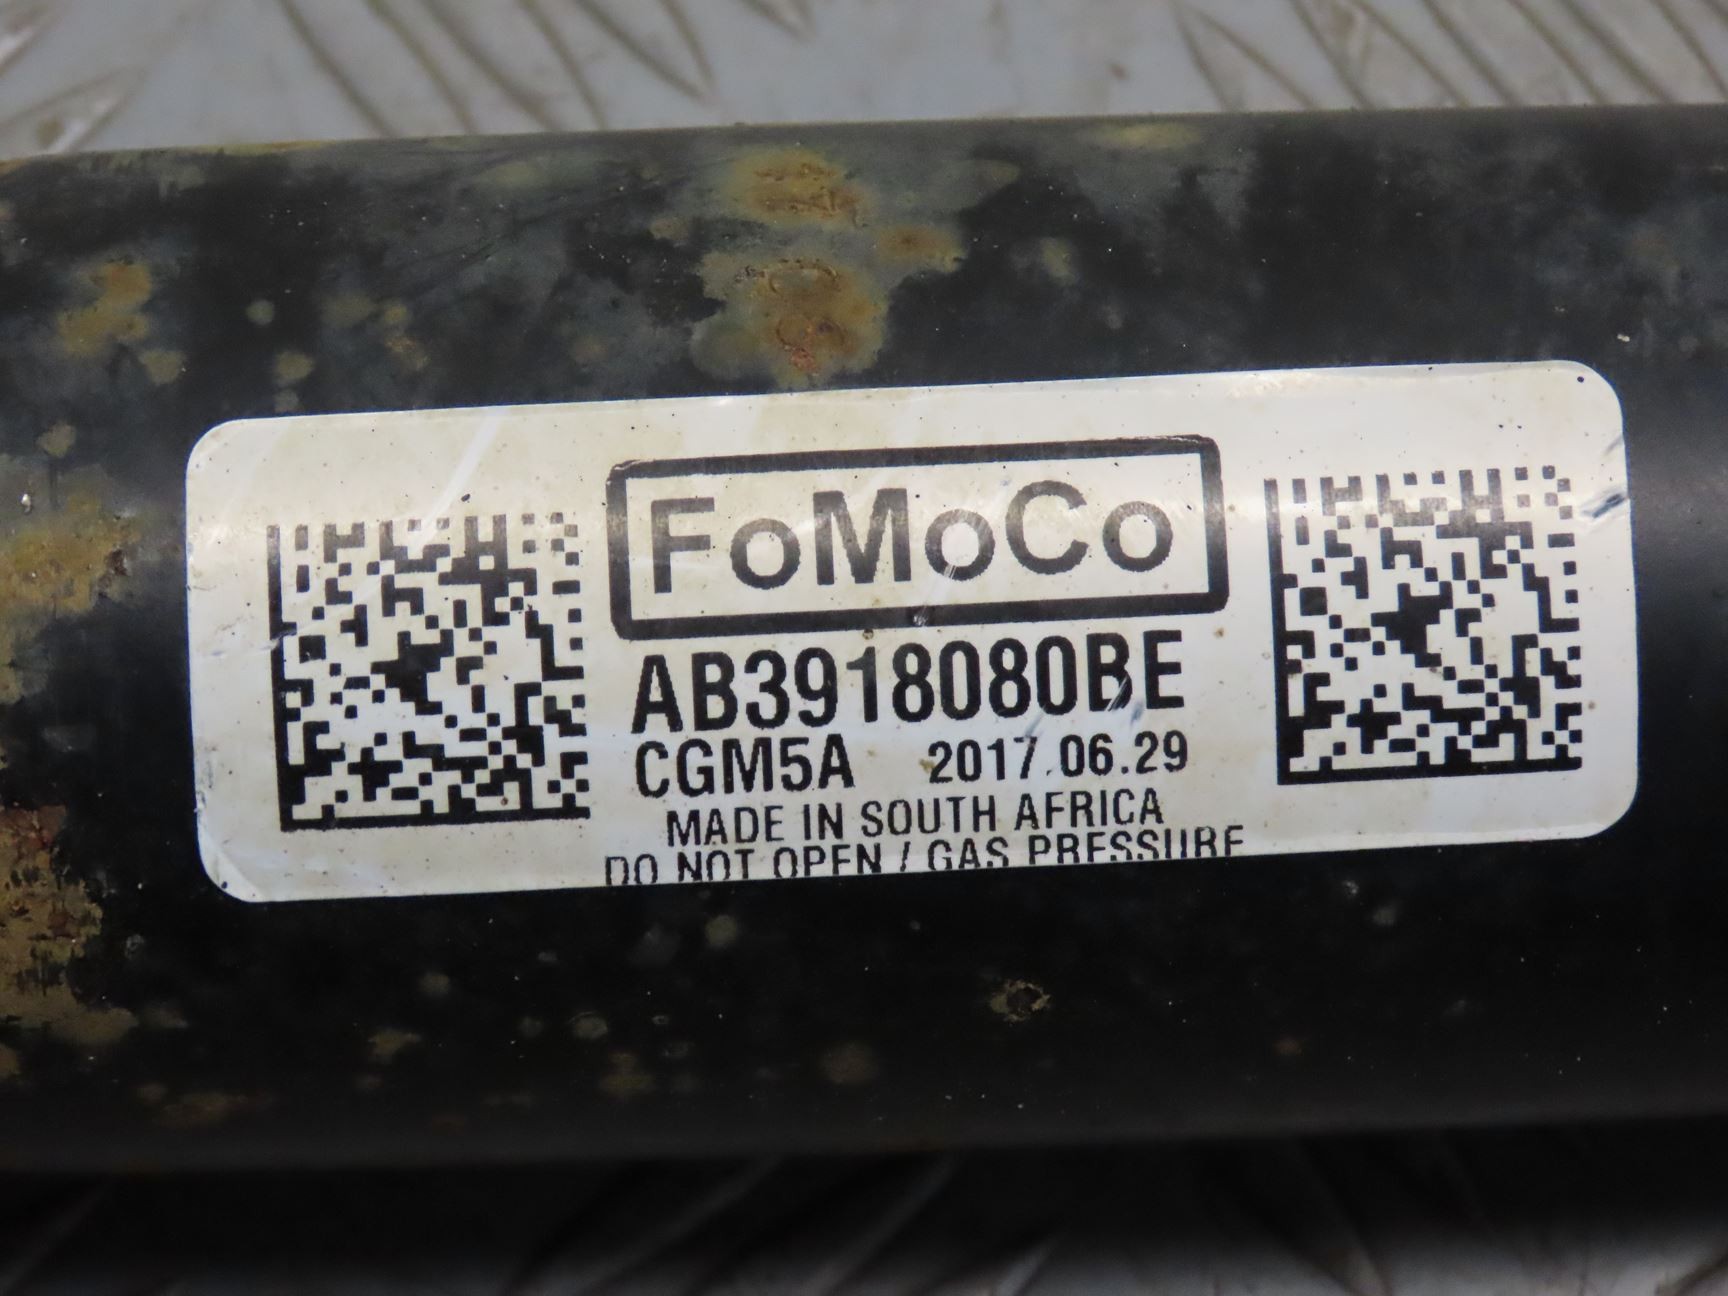 FoMoCo
AB3918080BE
CGM5A 2017.06.29
MADE IN SOUTH AFRICA
DO NOT OPEN / GAS PRESSURE